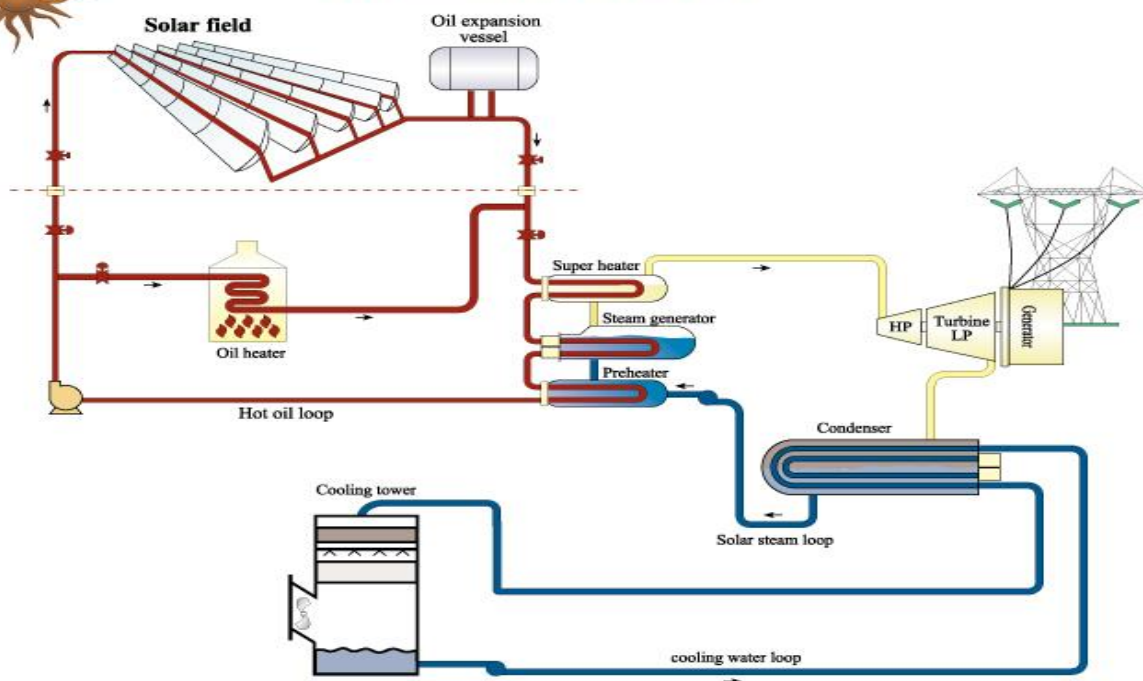 Solar field
Oil expansion
vessel
Super heater
Steam generator
Oil heater
Preheater
Hot oil loop
HP
Turbine
LP
Generator
Condenser
Cooling tower
Solar steam loop
cooling water loop